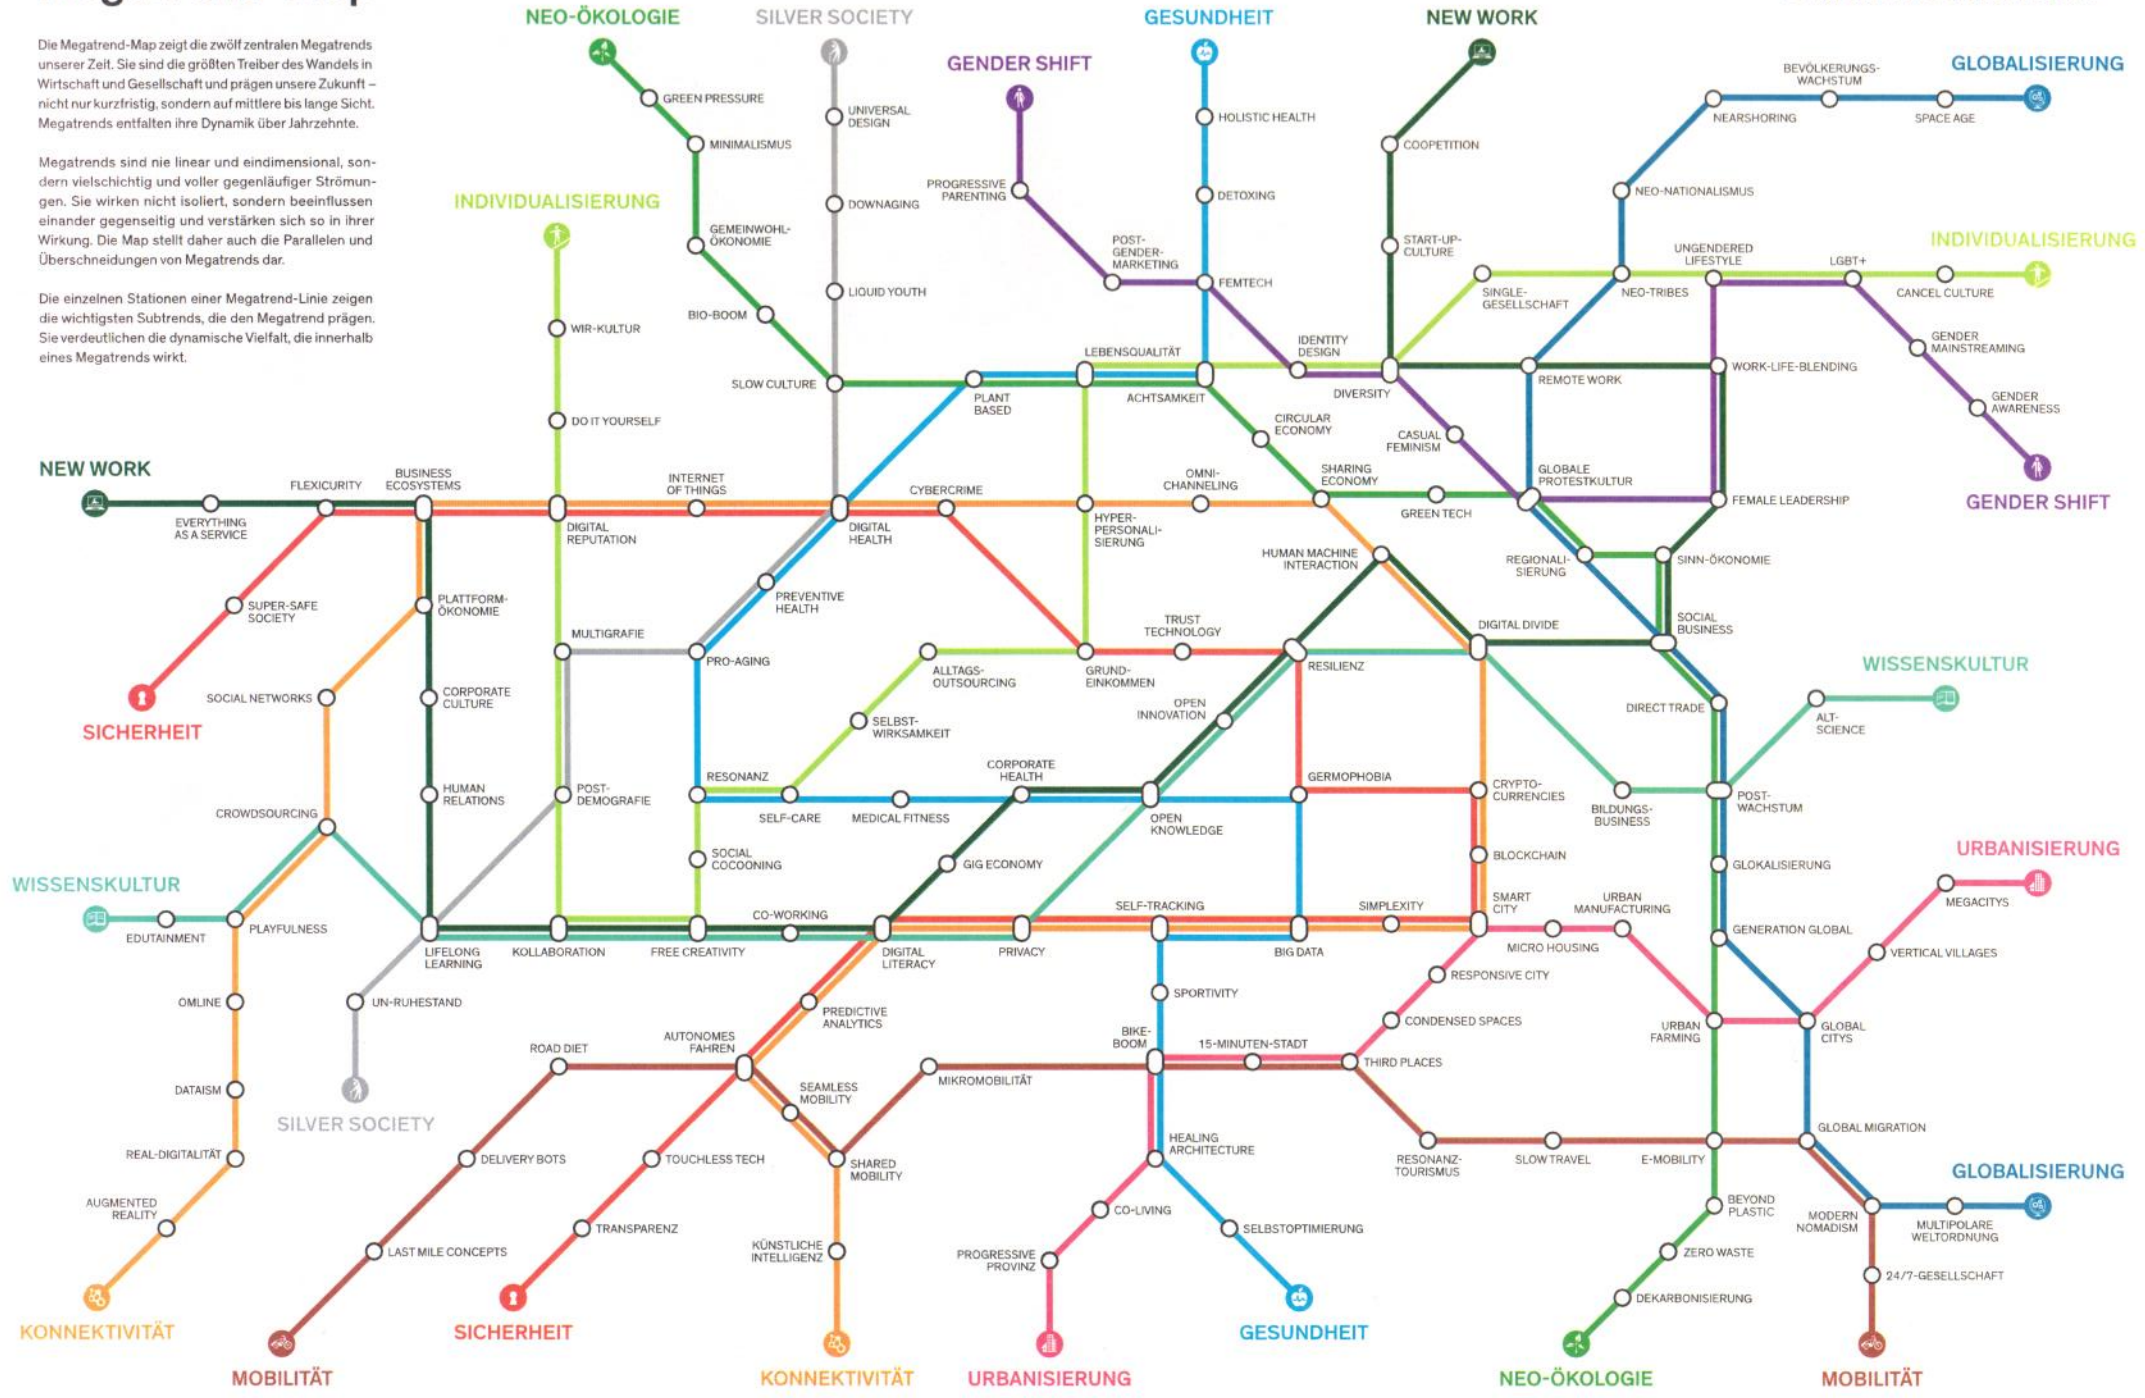 Die Megatrend-Map zeigt die zwölf zentralen Megatrends
unserer Zeit. Sie sind die größten Treiber des Wandels in
Wirtschaft und Gesellschaft und prägen unsere Zukunft –
nicht nur kurzfristig, sondern auf mittlere bis lange Sicht.
Megatrends entfalten ihre Dynamik über Jahrzehnte.
Megatrends sind nie linear und eindimensional, son-
dern vielschichtig und voller gegenläufiger Strömun-
gen. Sie wirken nicht isoliert, sondern beeinflussen
einander gegenseitig und verstärken sich so in ihrer
Wirkung. Die Map stellt daher auch die Parallelen und
Überschneidungen von Megatrends dar.
Die einzelnen Stationen einer Megatrend-Linie zeigen
die wichtigsten Subtrends, die den Megatrend prägen.
Sie verdeutlichen die dynamische Vielfalt, die innerhalb
eines Megatrends wirkt.
NEO-ÖKOLOGIE
SILVER SOCIETY
GESUNDHEIT
NEW WORK
GENDER SHIFT
GLOBALISIERUNG
BEVÖLKERUNGS-
WACHSTUM
GREEN PRESSURE
UNIVERSAL
DESIGN
HOLISTIC HEALTH
NEARSHORING
SPACE AGE
MINIMALISMUS
COOPETITION
PROGRESSIVE
PARENTING
DETOXING
NEO-NATIONALISMUS
INDIVIDUALISIERUNG
DOWNAGING
GEMEINWOHL-
ÖKONOMIE
POST-
GENDER-
MARKETING
START-UP-
CULTURE
UNGENDERED
LIFESTYLE
LGBT+
INDIVIDUALISIERUNG
FEMTECH
LIQUID YOUTH
SINGLE-
GESELLSCHAFT
NEO-TRIBES
CANCEL CULTURE
BIO-BOOM
WIR-KULTUR
LEBENSQUALITÄT
IDENTITY
DESIGN
GENDER
MAINSTREAMING
SLOW CULTURE
PLANT
BASED
ACHTSAMKEIT
DIVERSITY
REMOTE WORK
WORK-LIFE-BLENDING
GENDER
AWARENESS
DO IT YOURSELF
CIRCULAR
ECONOMY
CASUAL
FEMINISM
NEW WORK
FLEXICURITY
BUSINESS
ECOSYSTEMS
INTERNET
OF THINGS
CYBERCRIME
OMNI-
CHANNELING
SHARING
ECONOMY
GLOBALE
PROTESTKULTUR
FEMALE LEADERSHIP
GENDER SHIFT
EVERYTHING
AS A SERVICE
DIGITAL
REPUTATION
DIGITAL
HEALTH
HYPER-
PERSONALI-
SIERUNG
GREEN TECH
HUMAN MACHINE
INTERACTION
REGIONALI-
SIERUNG
SINN-ÖKONOMIE
SUPER-SAFE
SOCIETY
PLATTFORM-
ÖKONOMIE
PREVENTIVE
HEALTH
MULTIGRAFIE
TRUST
TECHNOLOGY
DIGITAL DIVIDE
SOCIAL
BUSINESS
PRO-AGING
ALLTAGS-
OUTSOURCING
GRUND-
EINKOMMEN
RESILIENZ
WISSENSKULTUR
SOCIAL NETWORKS
CORPORATE
CULTURE
SICHERHEIT
SELBST-
WIRKSAMKEIT
OPEN
INNOVATION
DIRECT TRADE
ALT-
SCIENCE
RESONANZ
CORPORATE
HEALTH
GERMOPHOBIA
CRYPTO-
CURRENCIES
HUMAN
RELATIONS
POST-
DEMOGRAFIE
BILDUNGS-
BUSINESS
POST-
WACHSTUM
CROWDSOURCING
SELF-CARE
MEDICAL FITNESS
OPEN
KNOWLEDGE
SOCIAL
COCOONING
GIG ECONOMY
BLOCKCHAIN
GLOKALISIERUNG
URBANISIERUNG
WISSENSKULTUR
EDUTAINMENT
PLAYFULNESS
CO-WORKING
SELF-TRACKING
SIMPLEXITY
SMART
CITY
URBAN
MANUFACTURING
MEGACITYS
LIFELONG
LEARNING
KOLLABORATION
FREE CREATIVITY
DIGITAL
LITERACY
PRIVACY
BIG DATA
MICRO HOUSING
GENERATION GLOBAL
VERTICAL VILLAGES
RESPONSIVE CITY
OMLINE
UN-RUHESTAND
PREDICTIVE
ANALYTICS
SPORTIVITY
CONDENSED SPACES
URBAN
FARMING
GLOBAL
CITYS
ROAD DIET
AUTONOMES
FAHREN
BIKE-
BOOM
15-MINUTEN-STADT
THIRD PLACES
MIKROMOBILITÄT
DATAISM
SEAMLESS
MOBILITY
SILVER SOCIETY
REAL-DIGITALITÄT
DELIVERY BOTS
TOUCHLESS TECH
SHARED
MOBILITY
HEALING
ARCHITECTURE
RESONANZ-
TOURISMUS
SLOW TRAVEL
E-MOBILITY
GLOBAL MIGRATION
GLOBALISIERUNG
AUGMENTED
REALITY
CO-LIVING
BEYOND
PLASTIC
MODERN
NOMADISM
MULTIPOLARE
WELTORDNUNG
LAST MILE CONCEPTS
TRANSPARENZ
KÜNSTLICHE
INTELLIGENZ
PROGRESSIVE
PROVINZ
SELBSTOPTIMIERUNG
ZERO WASTE
24/7-GESELLSCHAFT
DEKARBONISIERUNG
KONNEKTIVITÄT
SICHERHEIT
GESUNDHEIT
MOBILITÄT
KONNEKTIVITÄT
URBANISIERUNG
NEO-ÖKOLOGIE
MOBILITÄT